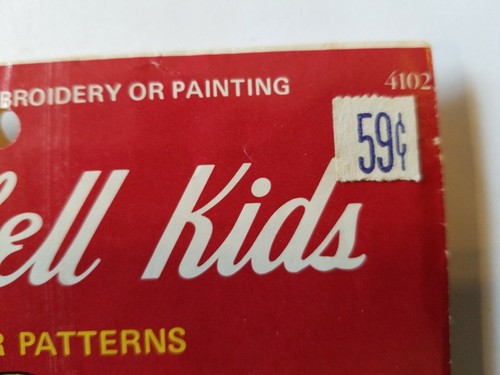 BROIDERY OR PAINTING 4102
59¢
ell Kids
R PATTERNS